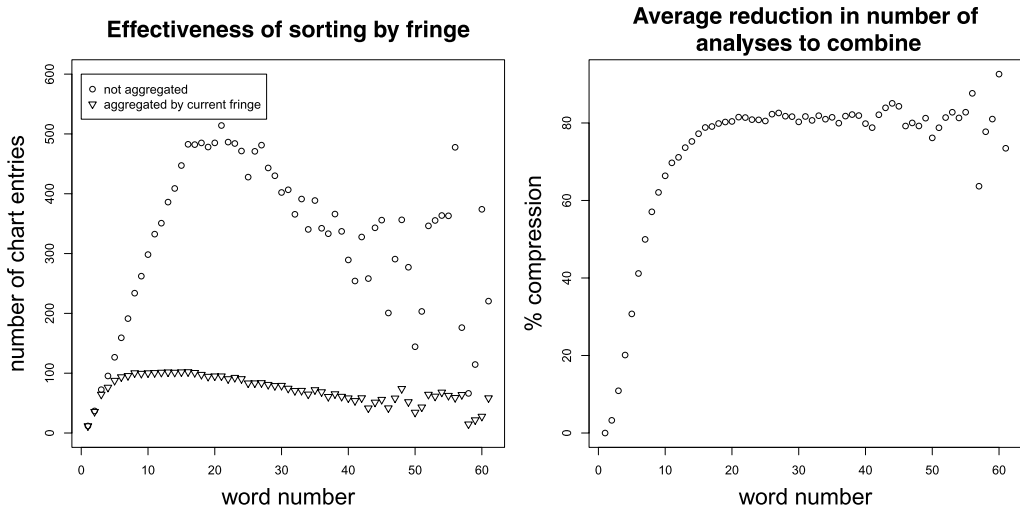 Effectiveness of sorting by fringe
not aggregated
aggregated by current fringe
number of chart entries
0
100
200
300
400
500
600
0
10
20
30
40
50
60
word number
Average reduction in number of
analyses to combine
% compression
0
20
40
60
80
0
10
20
30
40
50
60
word number